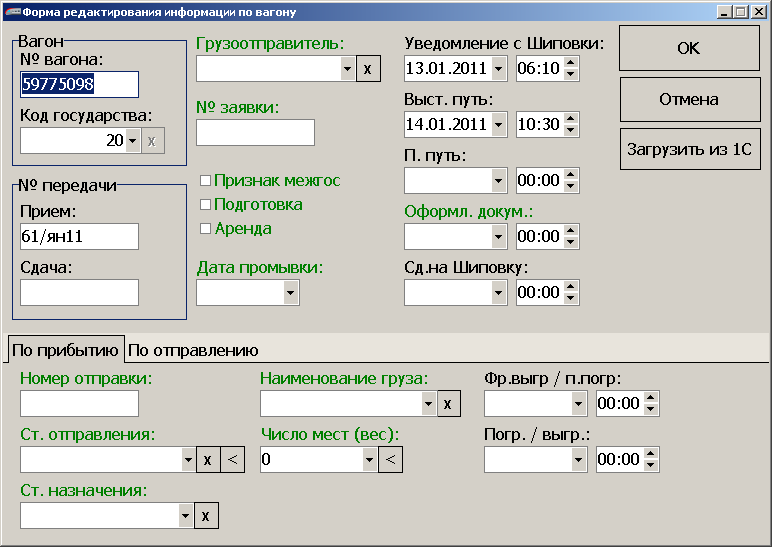 Форма редактирования информации по вагону
Вагон
№ вагона:
59775098
Код государства:
20
x
№ передачи
Прием:
61/ян11
Сдача:
Грузоотправитель:
x
№ заявки:
Признак межгос
Подготовка
Аренда
Дата промывки:
Уведомление с Шиповки:
13.01.2011 06:10
Выст. путь:
14.01.2011 10:30
П. путь:
00:00
Оформл. докум.:
00:00
Сд.на Шиповку:
00:00
OK
Отмена
Загрузить из 1С
По прибытию По отправлению
Номер отправки:
Ст. отправления:
x <
Ст. назначения:
x
Наименование груза:
x
Число мест (вес):
0 <
Фр.выгр / п.погр:
00:00
Погр. / выгр.:
00:00